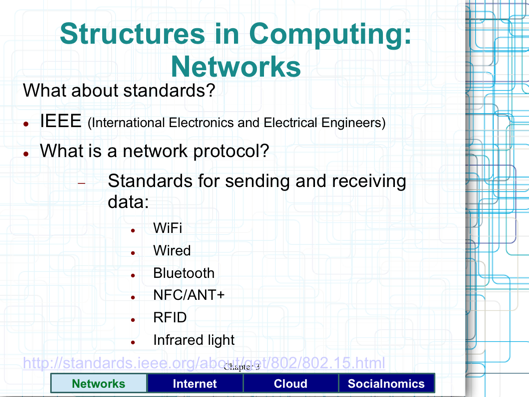 Structures in Computing:
Networks
What about standards?
● IEEE (International Electronics and Electrical Engineers)
● What is a network protocol?
– Standards for sending and receiving
data:
● WiFi
● Wired
● Bluetooth
● NFC/ANT+
● RFID
● Infrared light
http://standards.ieee.org/about/get/802/802.15.html
Chapter 3
Networks Internet Cloud Socialnomics